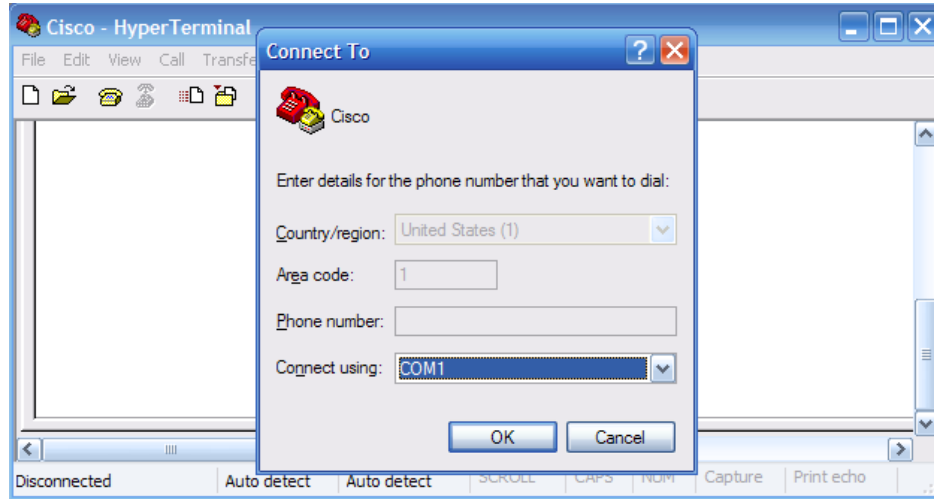 Cisco - HyperTerminal
File Edit View Call Transfe
Connect To
Cisco
Enter details for the phone number that you want to dial:
Country/region: United States (1)
Area code: 1
Phone number:
Connect using: COM1
OK Cancel
Disconnected Auto detect Auto detect SCROLL CAPS NUM Capture Print echo